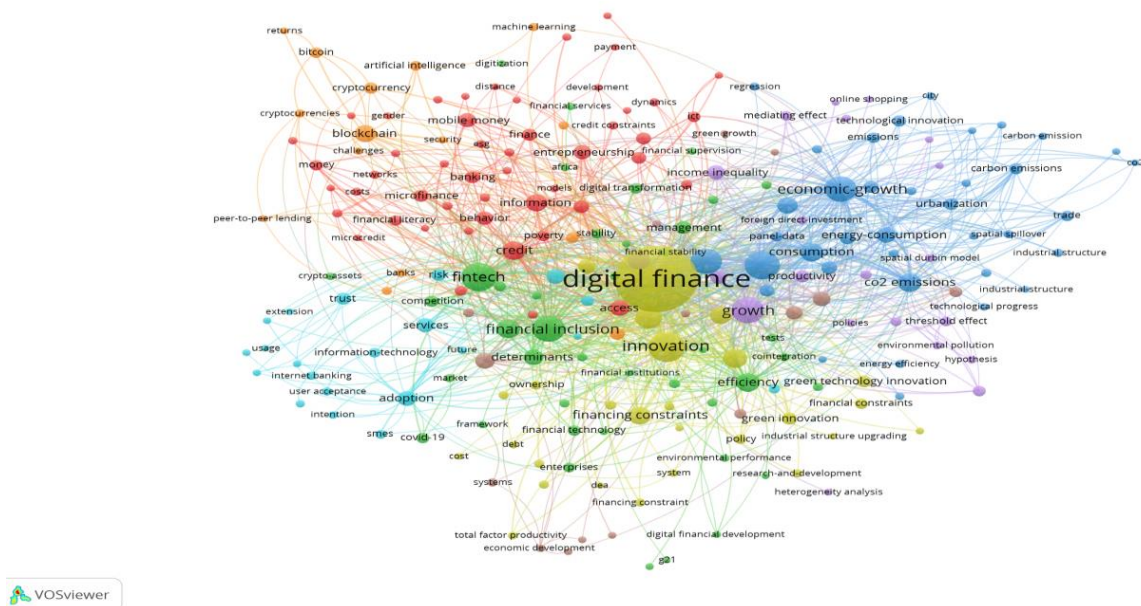 machine learning
returns
payment
bitcoin
artificial intelligence
digitization
cryptocurrency
distance
development
regression
online shopping
city
financial services
dynamics
cryptocurrencies
gender
mobile money
mediating effect
technological innovation
blockchain
security
esg
finance
credit constraints
ict
green growth
emissions
carbon emission
challenges
entrepreneurship
financial supervision
co2
money
networks
banking
africa
income inequality
carbon emissions
costs
microfinance
models
digital transformation
economic-growth
urbanization
information
peer-to-peer lending
financial literacy
behavior
management
foreign direct-investment
trade
microcredit
poverty
stability
panel-data
energy-consumption
spatial spillover
credit
financial stability
consumption
spatial durbin model
industrial structure
crypto-assets
banks
risk
fintech
digital finance
productivity
co2 emissions
industrial-structure
trust
competition
access
growth
technological progress
extension
services
financial inclusion
policies
threshold effect
tests
environmental pollution
usage
information-technology
future
determinants
innovation
cointegration
energy efficiency
hypothesis
internet banking
market
financial institutions
user acceptance
ownership
efficiency
green technology innovation
adoption
intention
financing constraints
financial constraints
green innovation
framework
financial technology
smes
covid-19
debt
policy
industrial structure upgrading
cost
environmental performance
enterprises
system
research-and-development
systems
dea
heterogeneity analysis
financing constraint
total factor productivity
digital financial development
economic development
g21
VOSviewer